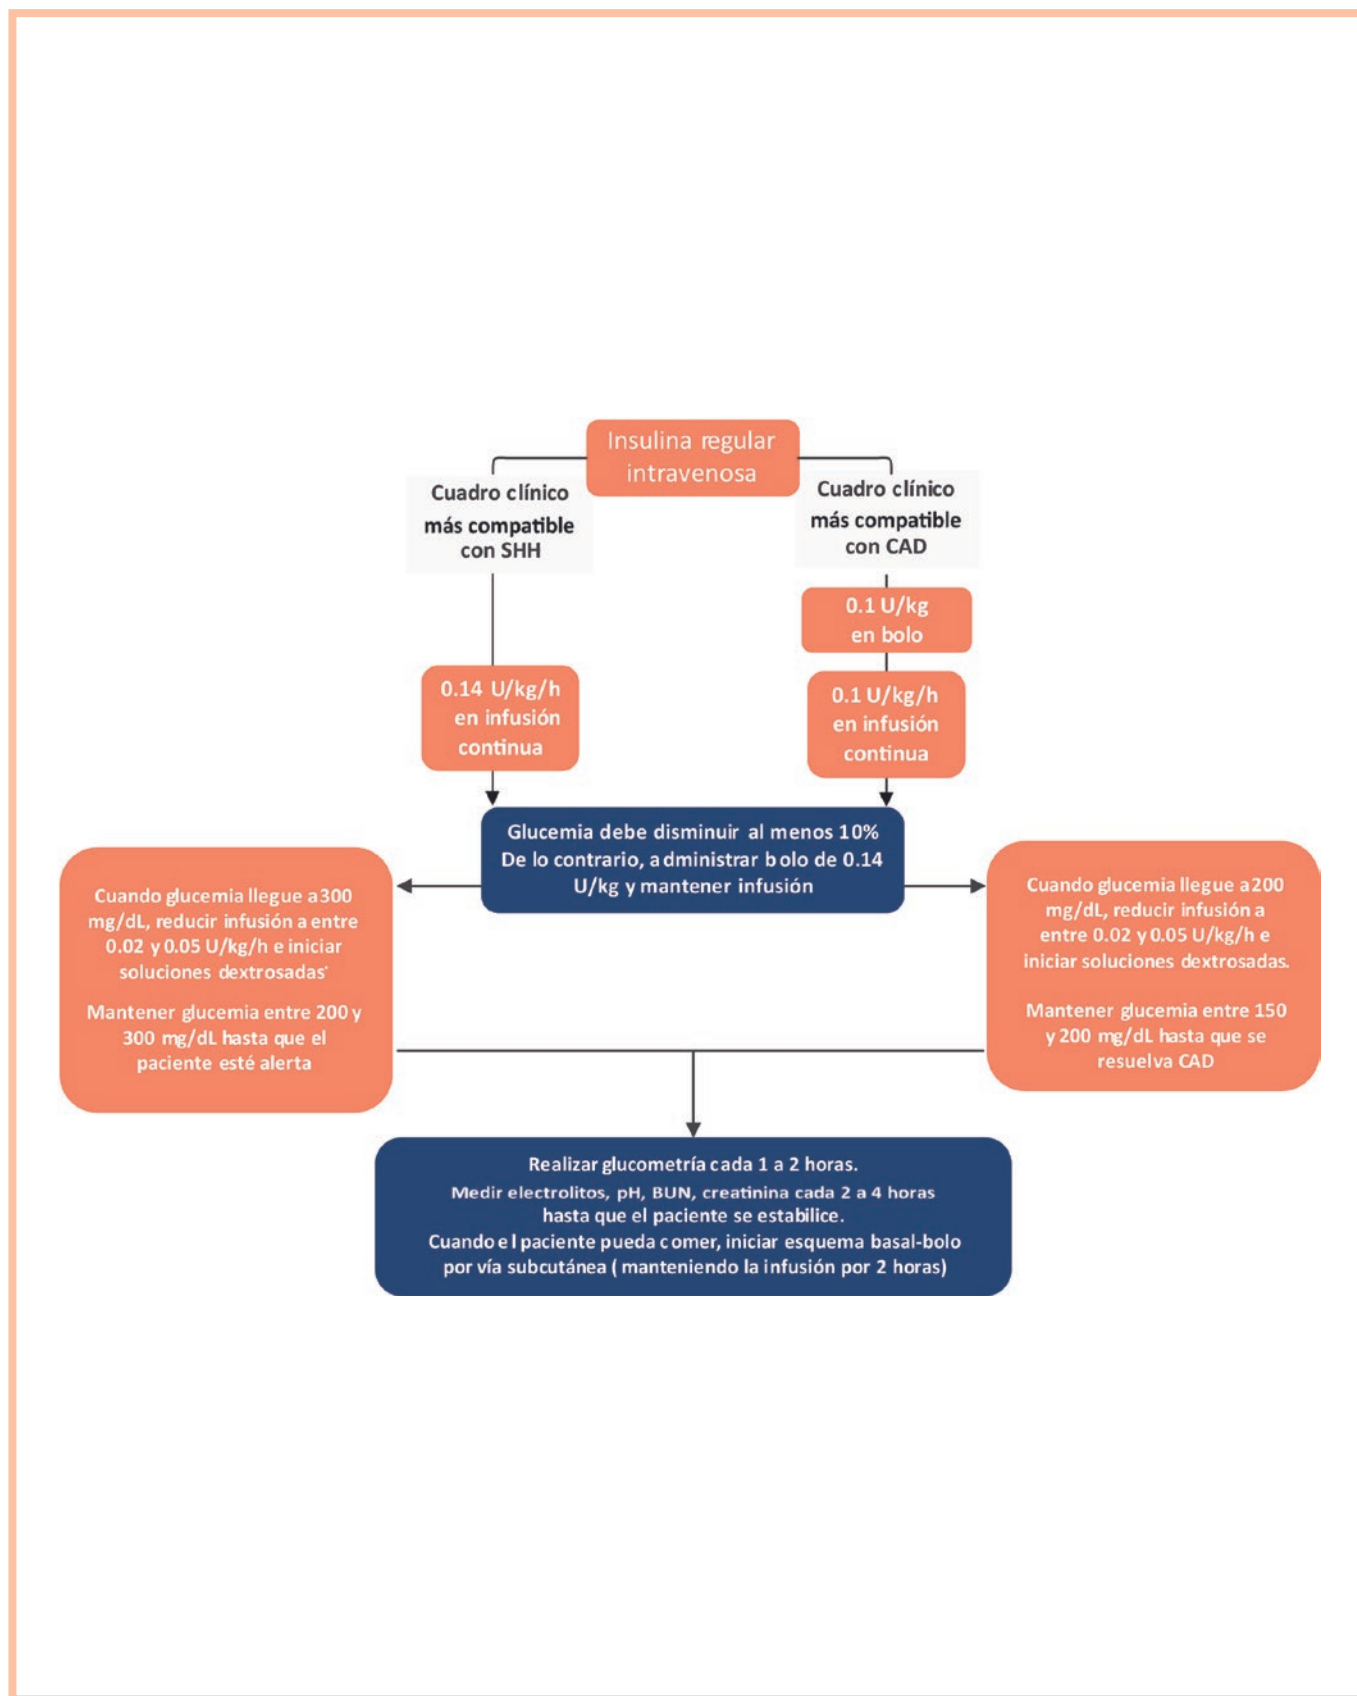 Insulina regular
intravenosa
Cuadro clínico
más compatible
con SHH
Cuadro clínico
más compatible
con CAD
0.1 U/kg
en bolo
0.14 U/kg/h
en infusión
continua
0.1 U/kg/h
en infusión
continua
Glucemia debe disminuir al menos 10%
De lo contrario, administrar bolo de 0.14
U/kg y mantener infusión
Cuando glucemia llegue a 300
mg/dL, reducir infusión a entre
0.02 y 0.05 U/kg/h e iniciar
soluciones dextrosadas*
Mantener glucemia entre 200 y
300 mg/dL hasta que el
paciente esté alerta
Cuando glucemia llegue a 200
mg/dL, reducir infusión a
entre 0.02 y 0.05 U/kg/h e
iniciar soluciones dextrosadas.
Mantener glucemia entre 150
y 200 mg/dL hasta que se
resuelva CAD
Realizar glucometría cada 1 a 2 horas.
Medir electrolitos, pH, BUN, creatinina cada 2 a 4 horas
hasta que el paciente se estabilice.
Cuando el paciente pueda comer, iniciar esquema basal-bolo
por vía subcutánea ( manteniendo la infusión por 2 horas)